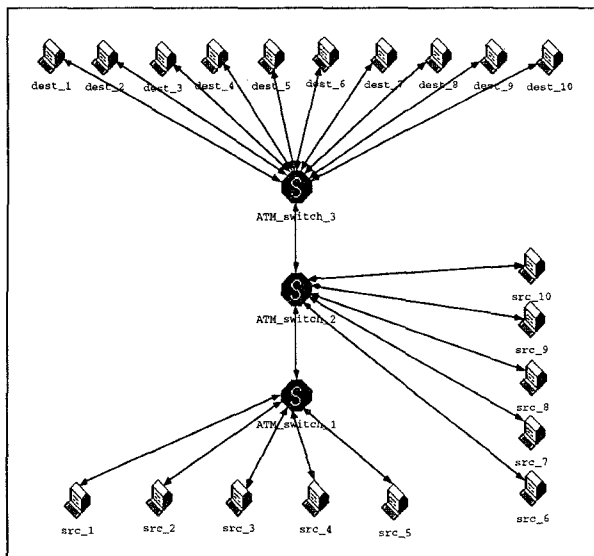 dest_1 dest_2 dest_3 dest_4 dest_5 dest_6 dest_7 dest_8 dest_9 dest_10
S
ATM_switch_3
S
ATM_switch_2
src_10
src_9
src_8
src_7
src_6
S
ATM_switch_1
src_1 src_2 src_3 src_4 src_5